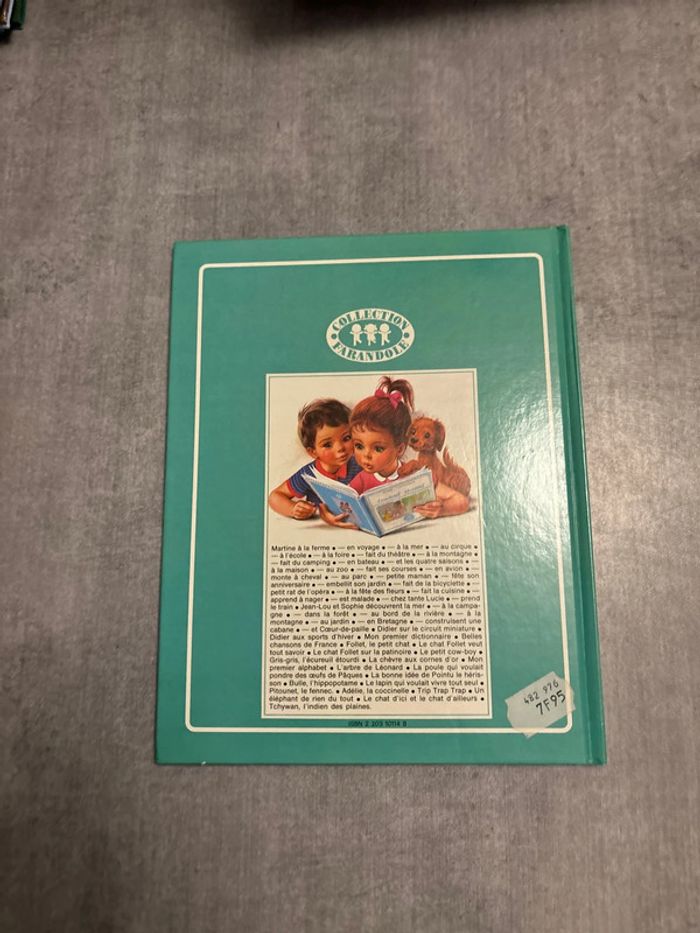 COLLECTION
FARANDOLE
Martine à la ferme • — en voyage • — à la mer • — au cirque •
— à l'école • — à la foire • — fait du théâtre • — à la montagne •
— fait du camping • — en bateau • — et les quatre saisons • —
à la maison • — au zoo • — fait ses courses • — en avion • —
monte à cheval • — au parc • — petite maman • — fête son
anniversaire • — embellit son jardin • — fait de la bicyclette • —
petit rat de l'opéra • — à la fête des fleurs • — fait la cuisine • —
apprend à nager • — est malade • — chez tante Lucie • — prend
le train • Jean-Lou et Sophie découvrent la mer • — à la campa-
gne • — dans la forêt • — au bord de la rivière • — à la
montagne • — au jardin • — en Bretagne • — construisent une
cabane • — et Cœur-de-paille • Didier sur le circuit miniature •
Didier aux sports d'hiver • Mon premier dictionnaire • Belles
chansons de France • Follet, le petit chat • Le chat Follet veut
tout savoir • Le chat Follet sur la patinoire • Le petit cow-boy •
Gris-gris, l'écureuil étourdi • La chèvre aux cornes d'or • Mon
premier alphabet • L'arbre de Léonard • La poule qui voulait
pondre des œufs de Pâques • La bonne idée de Pointu le héris-
son • Bulle, l'hippopotame • Le lapin qui voulait vivre tout seul •
Pitounet, le fennec. • Adélie, la coccinelle • Trip Trap Trap • Un
éléphant de rien du tout • Le chat d'ici et le chat d'ailleurs •
Tchywan, l'indien des plaines.
ISBN 2 203 10114 8
482 976
7F95